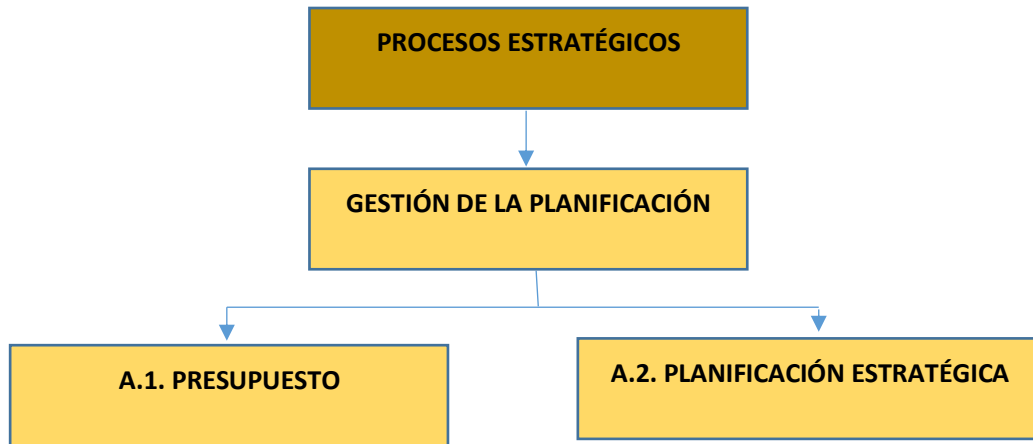 PROCESOS ESTRATÉGICOS
GESTIÓN DE LA PLANIFICACIÓN
A.1. PRESUPUESTO
A.2. PLANIFICACIÓN ESTRATÉGICA